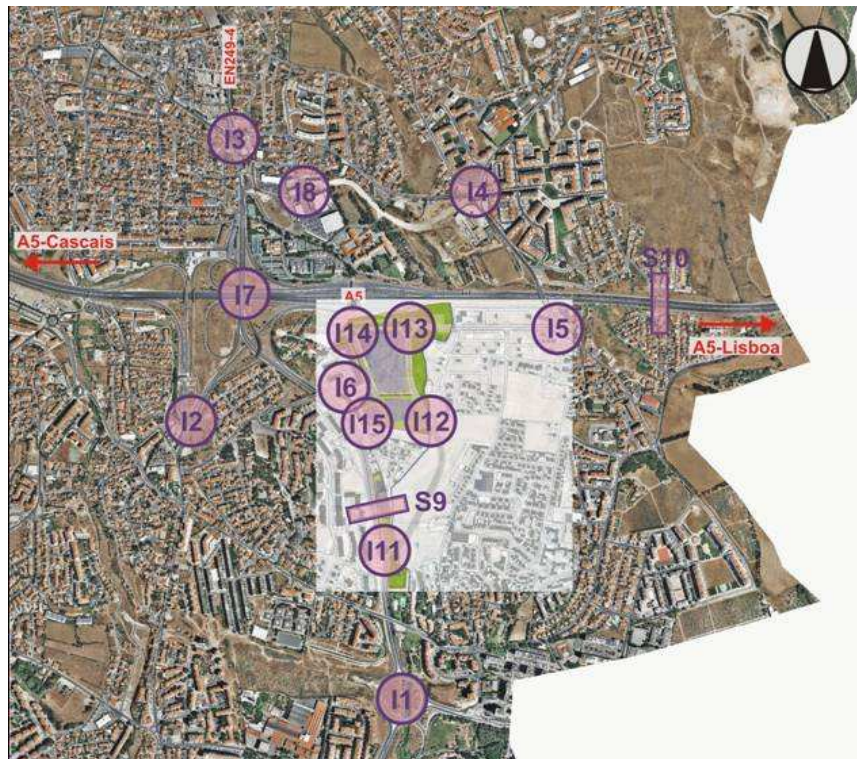 EN249-4
I3
I8
I4
A5-Cascais
S10
I7
A5
I14
I13
I5
A5-Lisboa
I6
I2
I15
I12
S9
I11
I1